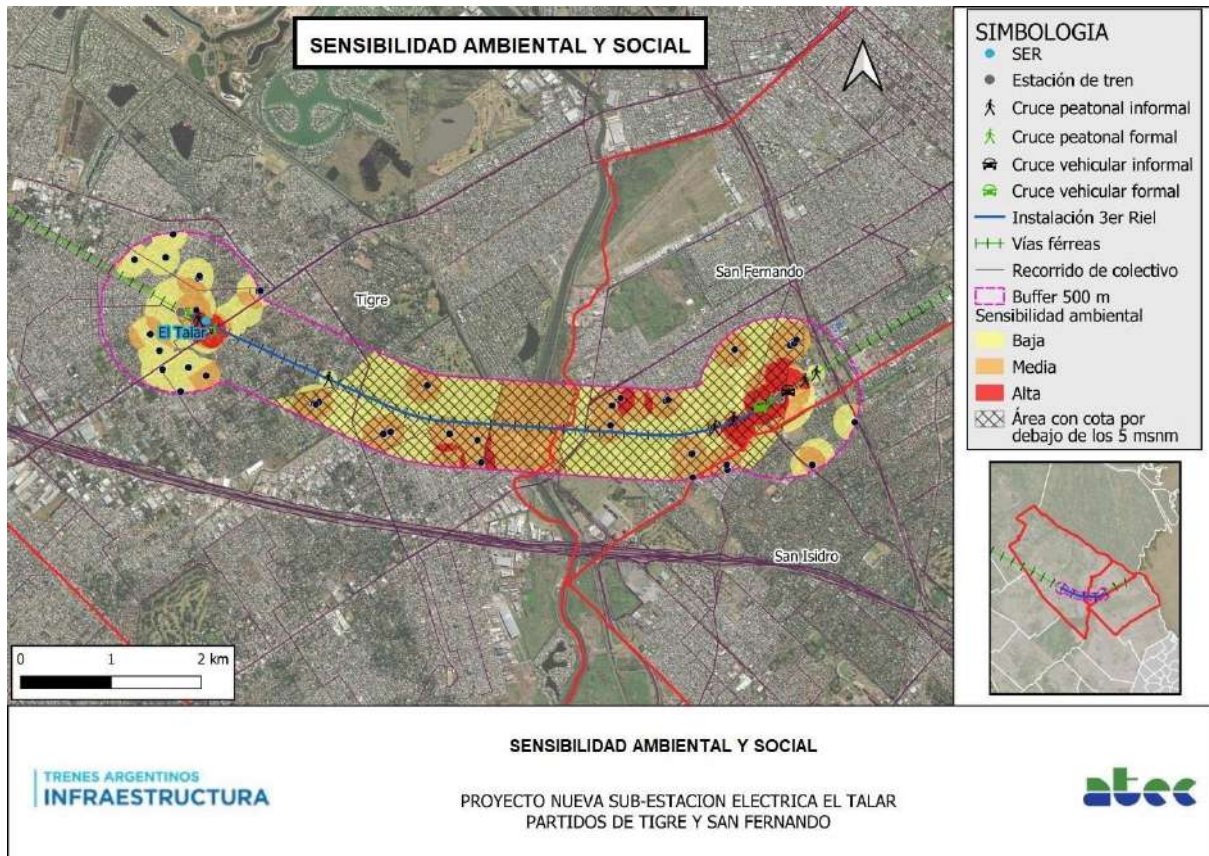 SENSIBILIDAD AMBIENTAL Y SOCIAL
SIMBOLOGIA
SER
Estación de tren
Cruce peatonal informal
Cruce peatonal formal
Cruce vehicular informal
Cruce vehicular formal
Instalación 3er Riel
Vías férreas
Recorrido de colectivo
Buffer 500 m
Sensibilidad ambiental
Baja
Media
Alta
Área con cota por
debajo de los 5 msnm
San Fernando
Tigre
El Talar
San Isidro
0 1 2 km
SENSIBILIDAD AMBIENTAL Y SOCIAL
TRENES ARGENTINOS
INFRAESTRUCTURA
PROYECTO NUEVA SUB-ESTACION ELECTRICA EL TALAR
PARTIDOS DE TIGRE Y SAN FERNANDO
atec